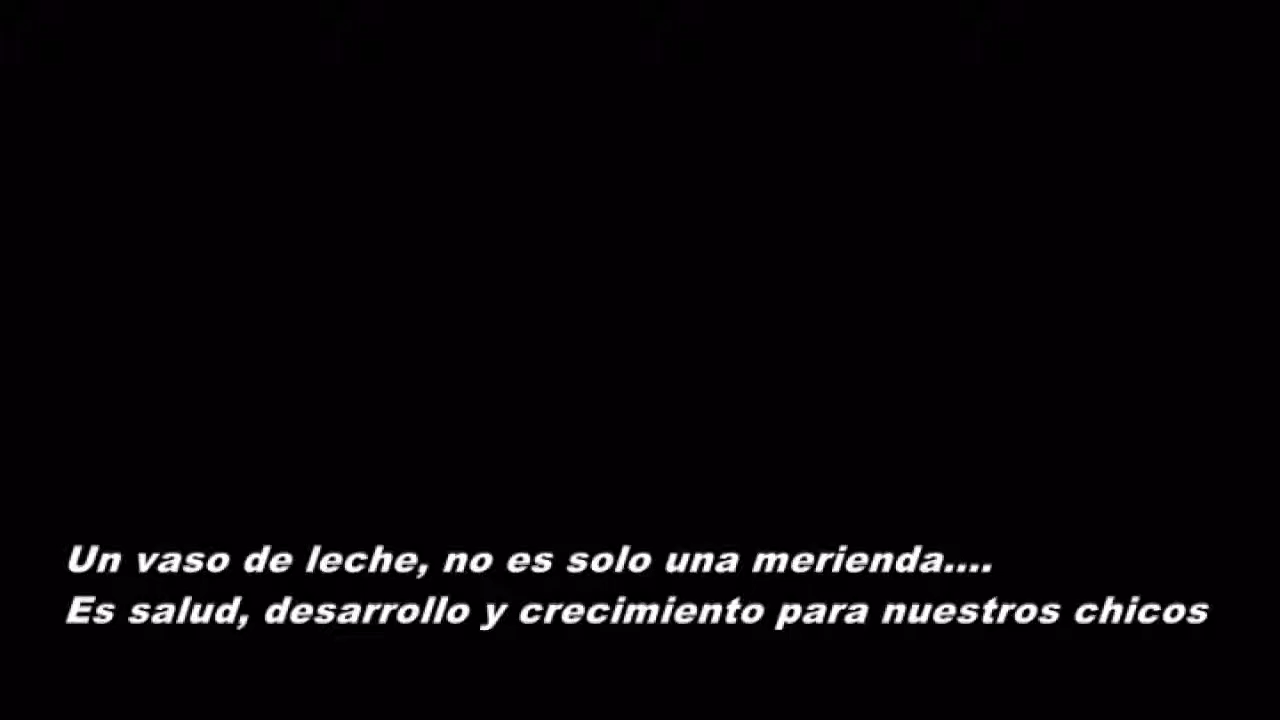 Un vaso de leche, no es solo una merienda....
Es salud, desarrollo y crecimiento para nuestros chicos